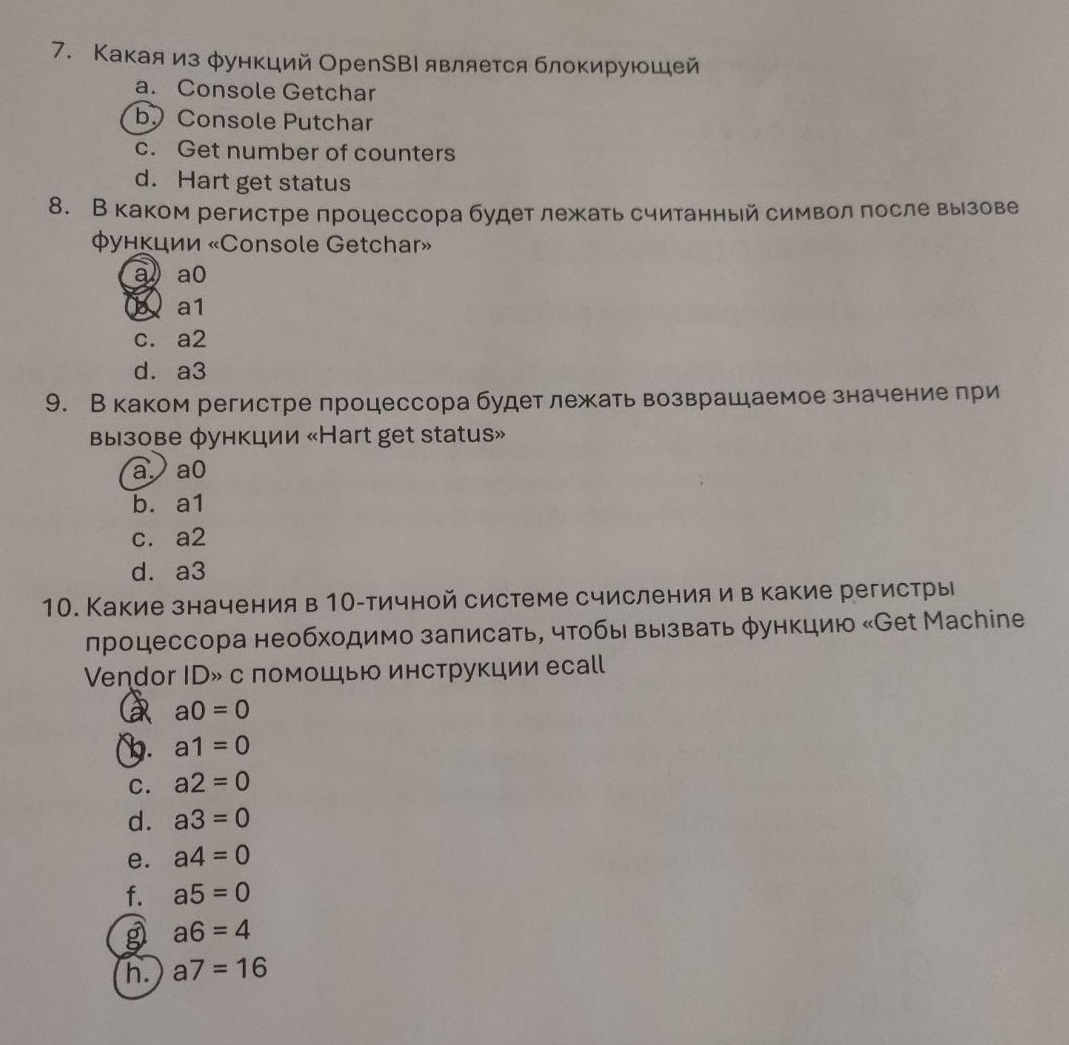 7. Какая из функций OpenSBI является блокирующей
a. Console Getchar
b. Console Putchar
c. Get number of counters
d. Hart get status
8. В каком регистре процессора будет лежать считанный символ после вызове
функции «Console Getchar»
a. a0
b. a1
c. a2
d. a3
9. В каком регистре процессора будет лежать возвращаемое значение при
вызове функции «Hart get status»
a. a0
b. a1
c. a2
d. a3
10. Какие значения в 10-тичной системе счисления и в какие регистры
процессора необходимо записать, чтобы вызвать функцию «Get Machine
Vendor ID» с помощью инструкции ecall
a. a0 = 0
b. a1 = 0
c. a2 = 0
d. a3 = 0
e. a4 = 0
f. a5 = 0
g. a6 = 4
h. a7 = 16